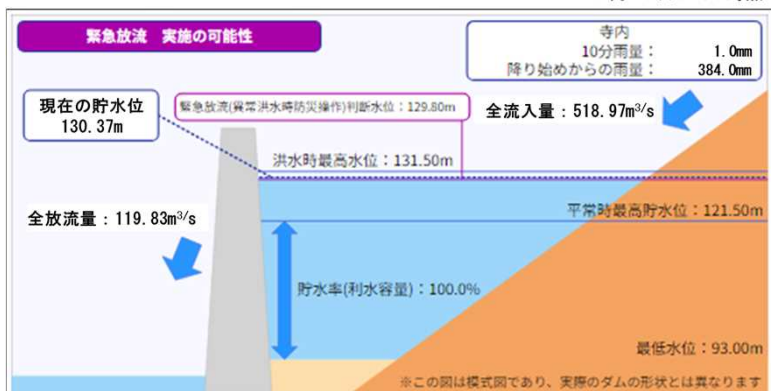 緊急放流 実施の可能性
寺内
10分雨量： 1.0mm
降り始めからの雨量： 384.0mm
現在の貯水位
130.37m
緊急放流(異常洪水時防災操作)判断水位：129.80m
全流入量：518.97m³/s
洪水時最高水位：131.50m
全放流量：119.83m³/s
平常時最高貯水位：121.50m
貯水率(利水容量)：100.0%
最低水位：93.00m
※この図は模式図であり、実際のダムの形状とは異なります